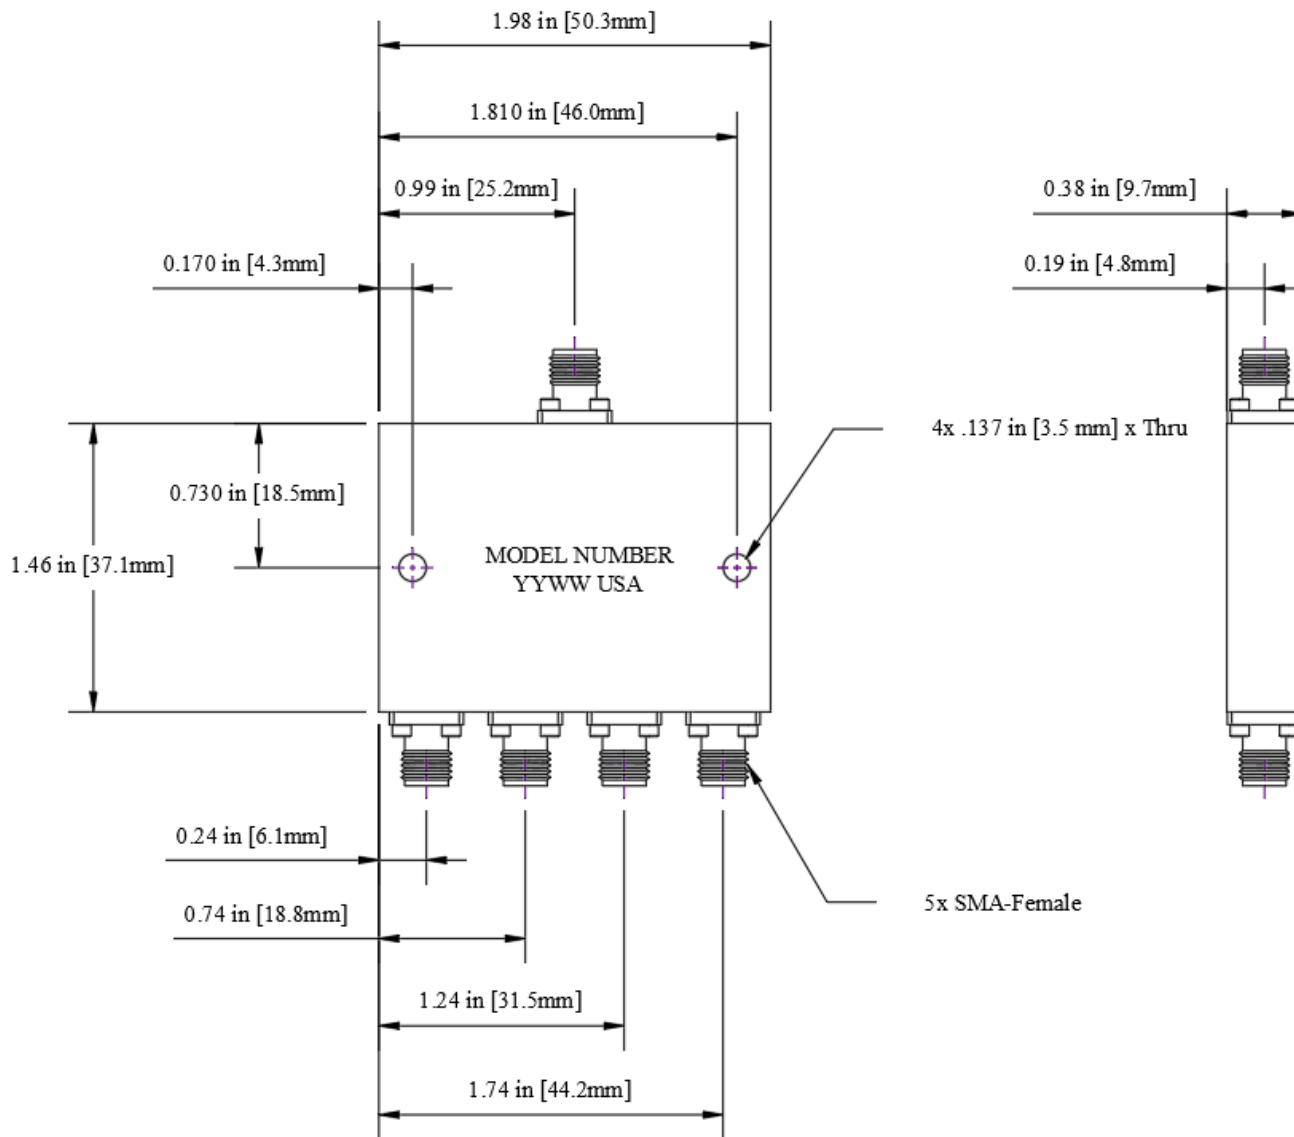 1.98 in [50.3mm]
1.810 in [46.0mm]
0.99 in [25.2mm]
0.38 in [9.7mm]
0.170 in [4.3mm]
0.19 in [4.8mm]
4x .137 in [3.5 mm] x Thru
0.730 in [18.5mm]
1.46 in [37.1mm]
MODEL NUMBER
YYWW USA
0.24 in [6.1mm]
5x SMA-Female
0.74 in [18.8mm]
1.24 in [31.5mm]
1.74 in [44.2mm]